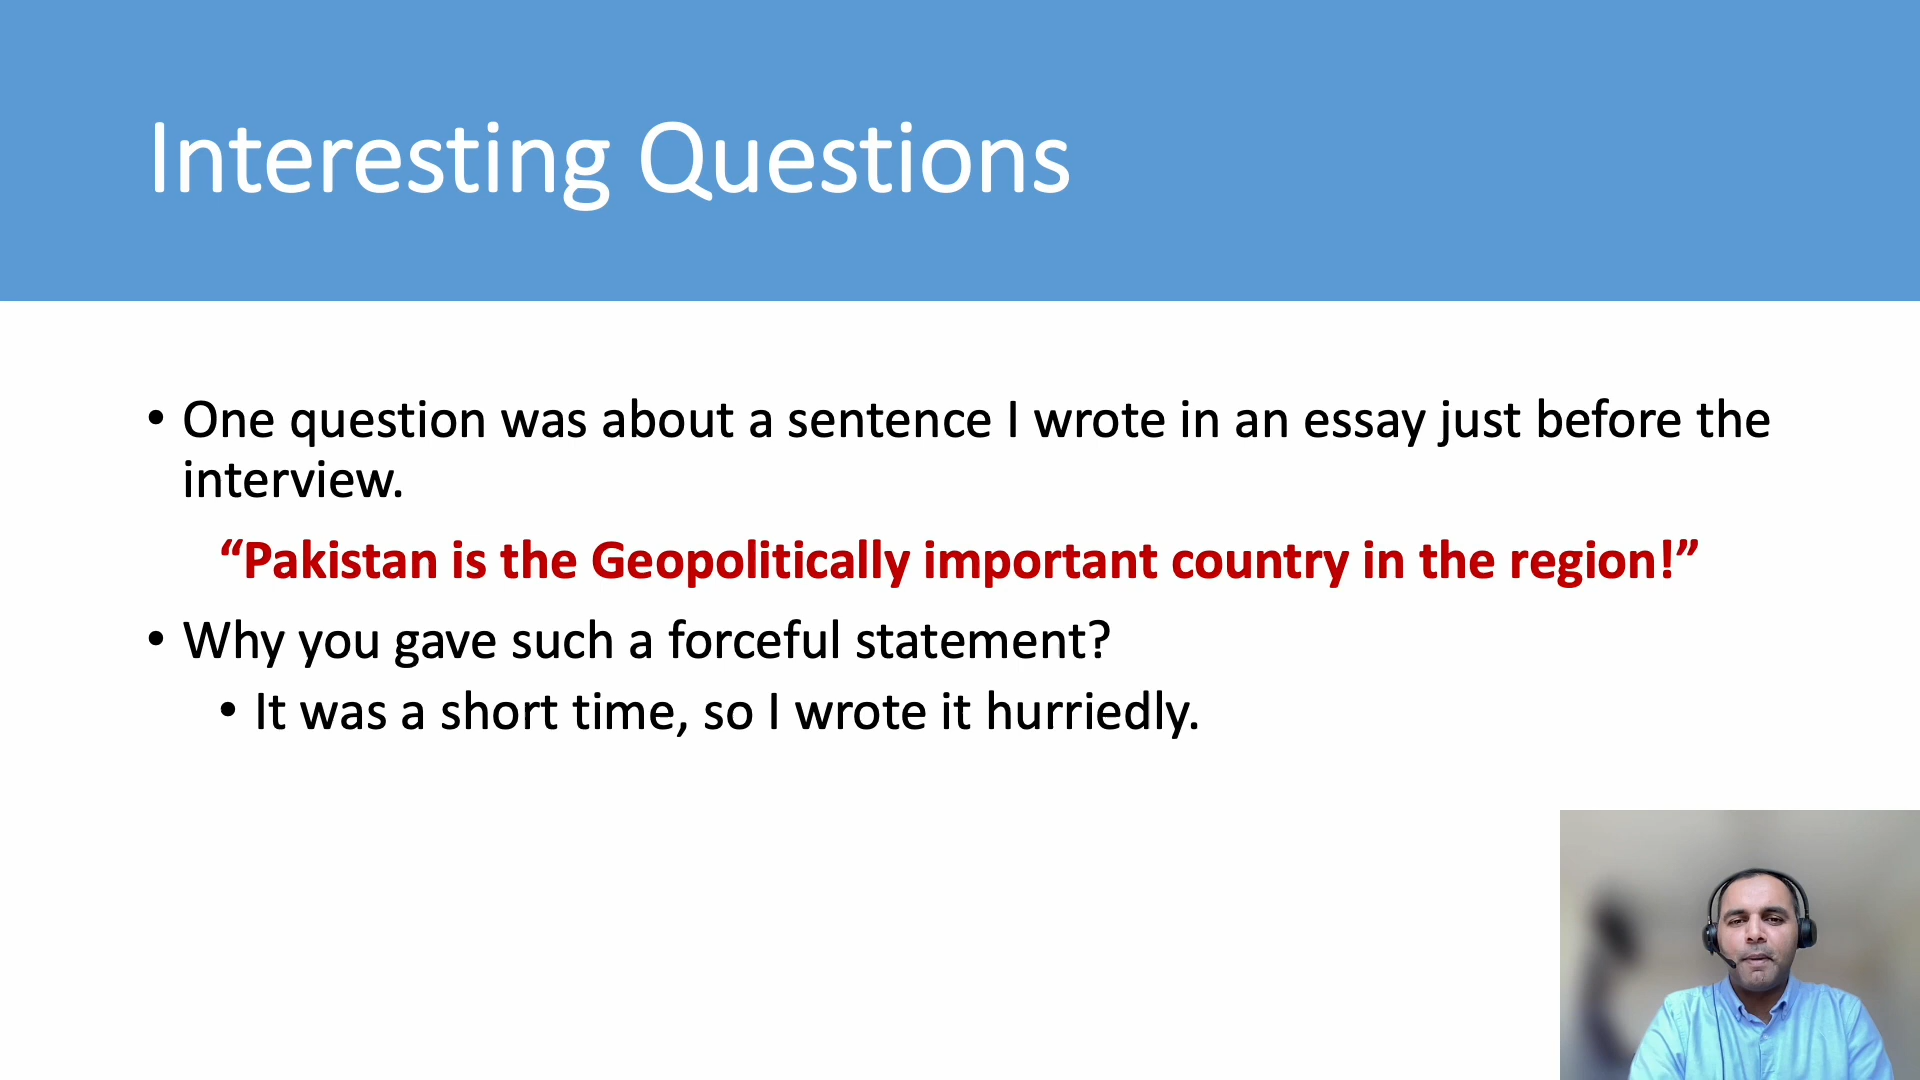 Interesting Questions
• One question was about a sentence I wrote in an essay just before the
interview.
“Pakistan is the Geopolitically important country in the region!”
• Why you gave such a forceful statement?
• It was a short time, so I wrote it hurriedly.